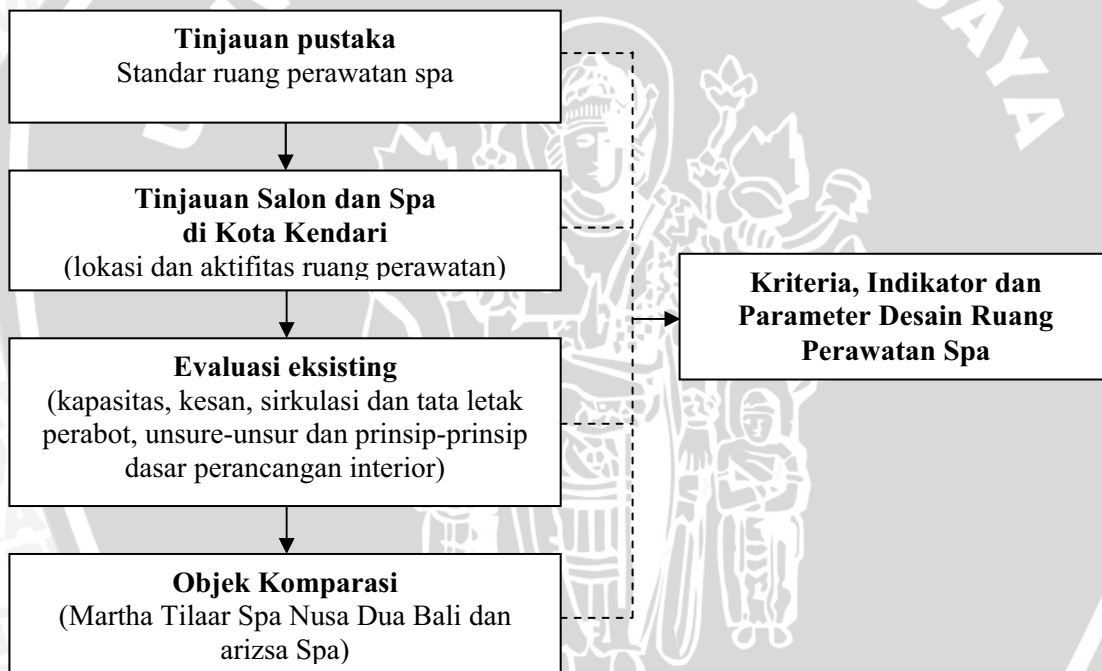 Tinjauan pustaka
Standar ruang perawatan spa
Tinjauan Salon dan Spa
di Kota Kendari
(lokasi dan aktifitas ruang perawatan)
Evaluasi eksisting
(kapasitas, kesan, sirkulasi dan tata letak
perabot, unsure-unsur dan prinsip-prinsip
dasar perancangan interior)
Objek Komparasi
(Martha Tilaar Spa Nusa Dua Bali dan
arizsa Spa)
Kriteria, Indikator dan
Parameter Desain Ruang
Perawatan Spa